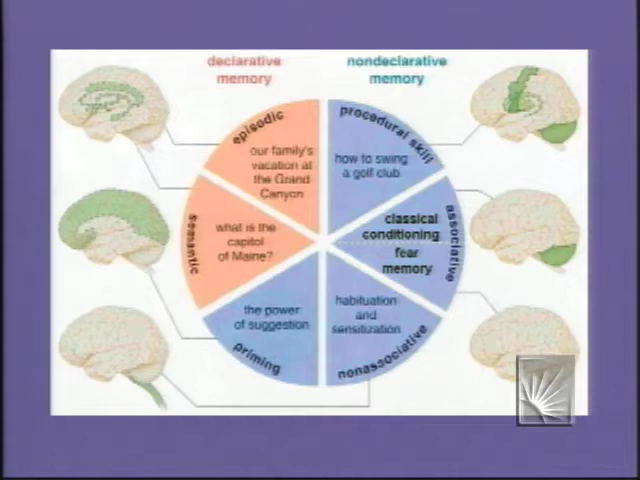 declarative
memory
nondeclarative
memory
episodic
our family's
vacation at
the Grand
Canyon
procedural skill
how to swing
a golf club
semantic
what is the
capitol
of Maine?
associative
classical
conditioning
fear
memory
the power
of suggestion
priming
habituation
and
sensitization
nonassociative